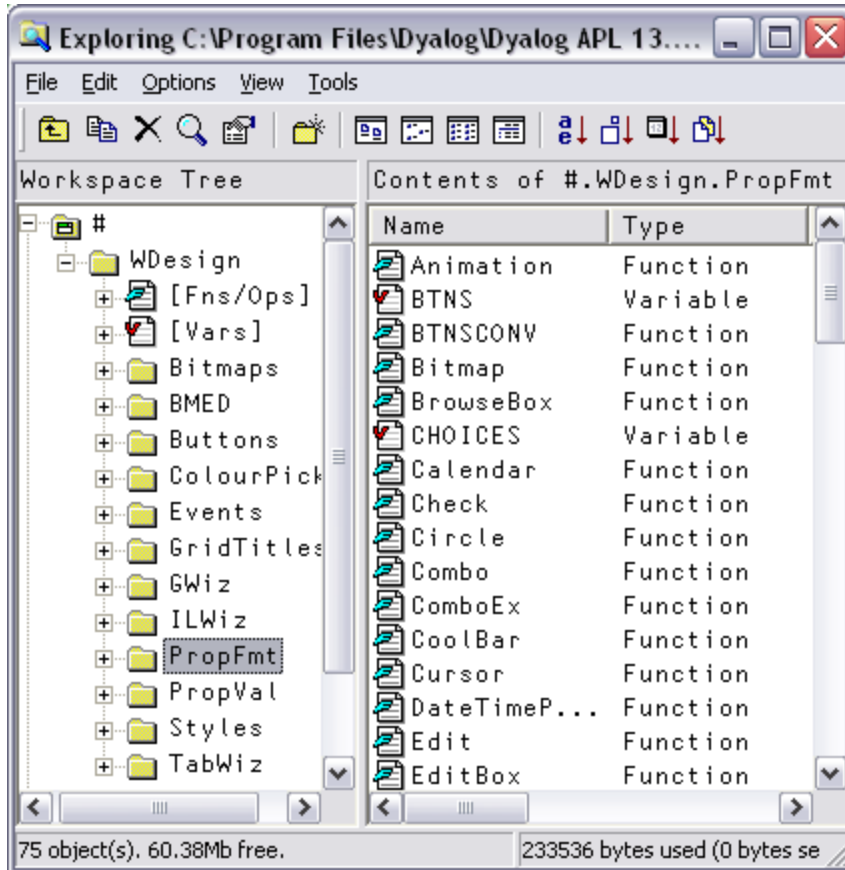 Exploring C:\Program Files\Dyalog\Dyalog APL 13....
File Edit Options View Tools
Workspace Tree
#
WDesign
[Fns/Ops]
[Vars]
Bitmaps
BMED
Buttons
ColourPick
Events
GridTitles
GWiz
ILWiz
PropFmt
PropVal
Styles
TabWiz
Contents of #.WDesign.PropFmt
Name Type
Animation Function
BTNS Variable
BTNSCONV Function
Bitmap Function
BrowseBox Function
CHOICES Variable
Calendar Function
Check Function
Circle Function
Combo Function
ComboEx Function
CoolBar Function
Cursor Function
DateTimeP... Function
Edit Function
EditBox Function
75 object(s). 60.38Mb free.
233536 bytes used (0 bytes se